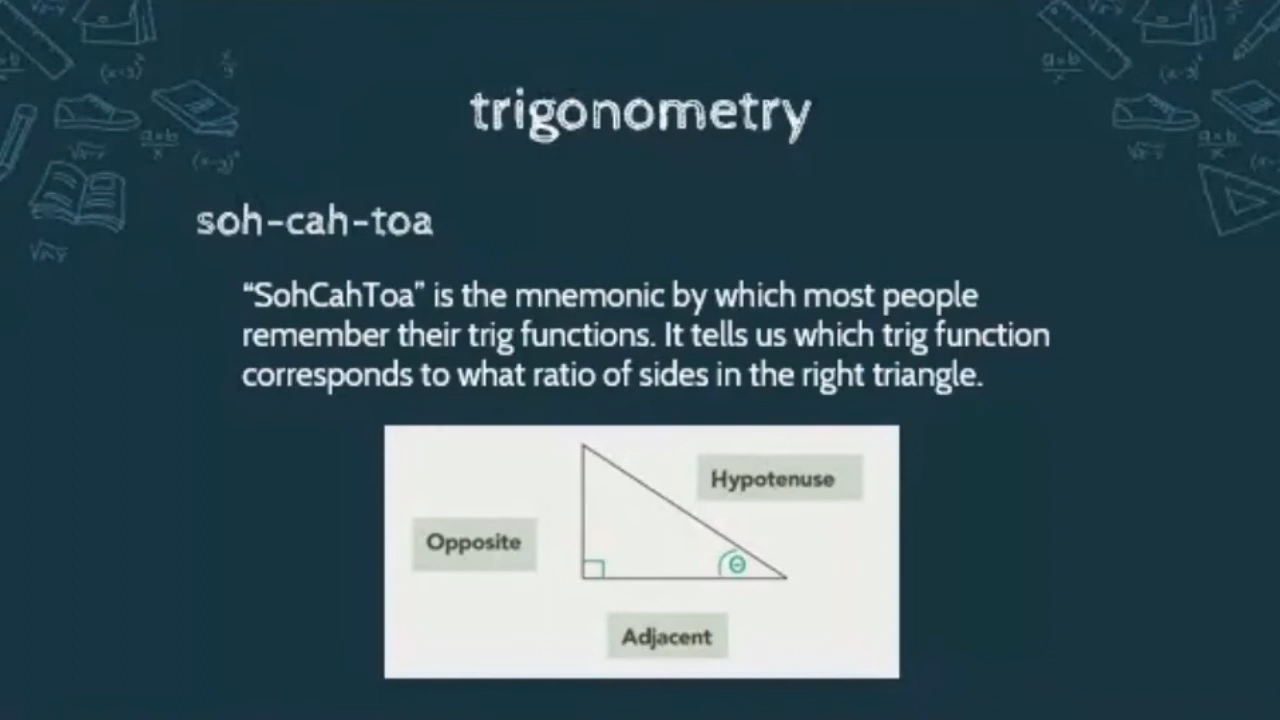 trigonometry
soh-cah-toa
“SohCahToa” is the mnemonic by which most people
remember their trig functions. It tells us which trig function
corresponds to what ratio of sides in the right triangle.
Hypotenuse
Opposite
Θ
Adjacent